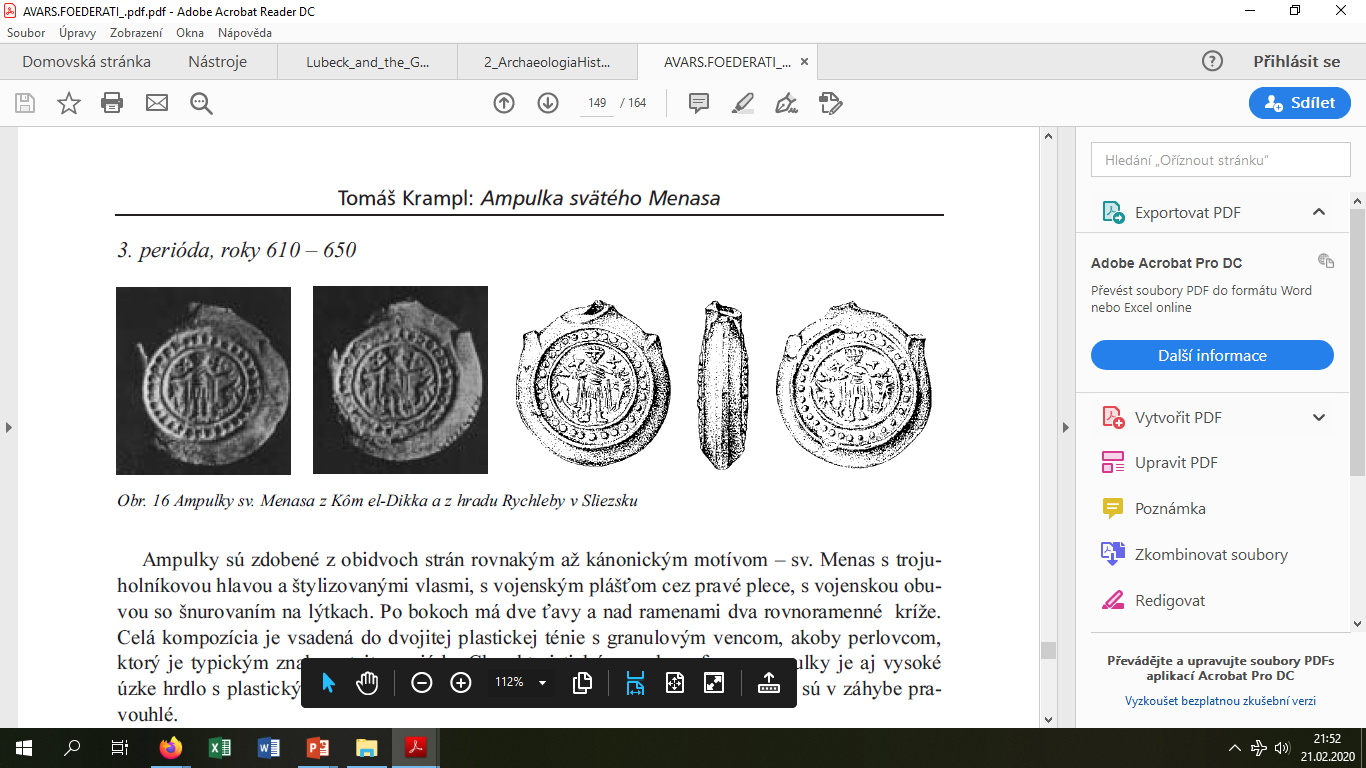 AVARS.FOEDERATI_.pdf.pdf - Adobe Acrobat Reader DC
Soubor Úpravy Zobrazení Okna Nápověda
Domovská stránka Nástroje Lubeck_and_the_G... 2_ArchaeologiaHist... AVARS.FOEDERATI_... × Přihlásit se
149 / 164 Sdílet
Tomáš Krampl: Ampulka svätého Menasa
3. perióda, roky 610 – 650
Obr. 16 Ampulky sv. Menasa z Kôm el-Dikka a z hradu Rychleby v Sliezsku
Ampulky sú zdobené z obidvoch strán rovnakým až kánonickým motívom – sv. Menas s troju-
holníkovou hlavou a štylizovanými vlasmi, s vojenským plášťom cez pravé plece, s vojenskou obu-
vou so šnurovaním na lýtkach. Po bokoch má dve ťavy a nad ramenami dva rovnoramenné kríže.
Celá kompozícia je vsadená do dvojitej plastickej ténie s granulovým vencom, akoby perlovcom,
ktorý je typickým je aj vysoké
úzke hrdlo s sú v záhybe pra-
vouhlé.
112%
Hledání „Oříznout stránku“
Exportovat PDF
Adobe Acrobat Pro DC
Převést soubory PDF do formátu Word
nebo Excel online
Další informace
Vytvořit PDF
Upravit PDF
Poznámka
Zkombinovat soubory
Redigovat
Převádějte a upravujte soubory PDFs
aplikací Acrobat Pro DC
Vyzkoušet bezplatnou zkušební verzi
21:52
21.02.2020